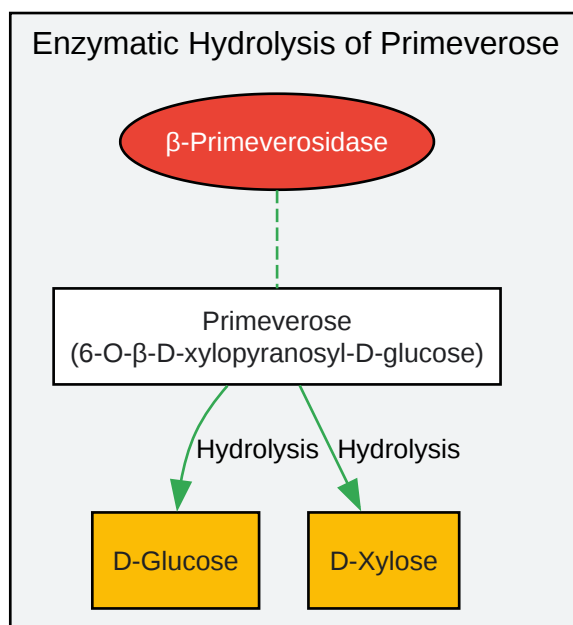 Enzymatic Hydrolysis of Primeverose
β-Primeverosidase
Primeverose
(6-O-β-D-xylopyranosyl-D-glucose)
Hydrolysis
Hydrolysis
D-Glucose
D-Xylose